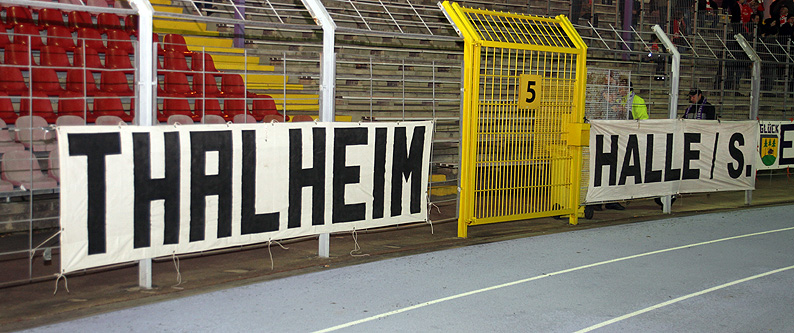 THALHEIM
5
HALLE / S.
GLÜCK